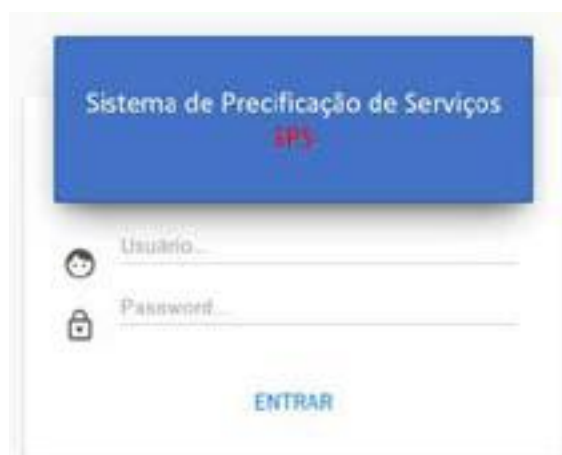 Sistema de Precificação de Serviços
SPS
Usuário...
Password...
ENTRAR